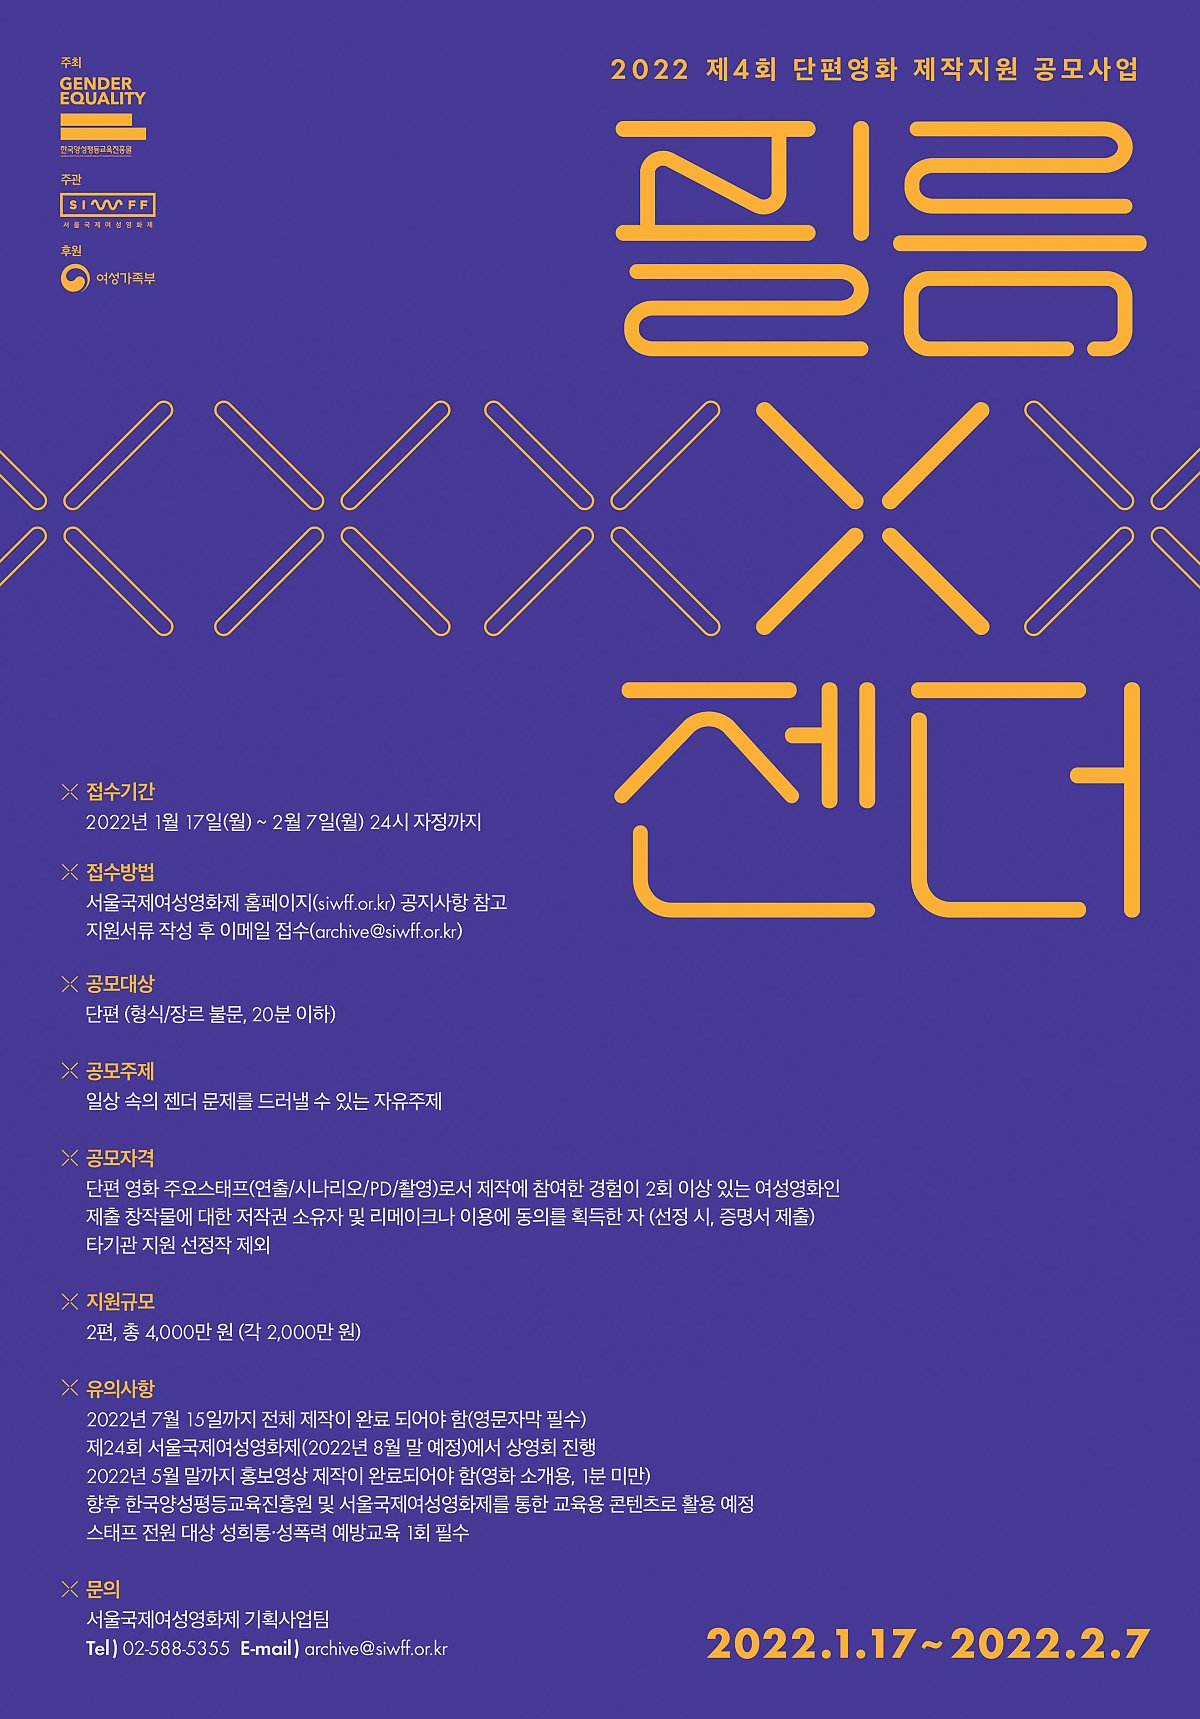 주최
GENDER
EQUALITY
한국양성평등교육진흥원
주관
SIWFF
서울국제여성영화제
후원
여성가족부
2022 제4회 단편영화 제작지원 공모사업
필름
X
젠더
접수기간
2022년 1월 17일(월) ~ 2월 7일(월) 24시 자정까지
접수방법
서울국제여성영화제 홈페이지(siwff.or.kr) 공지사항 참고
지원서류 작성 후 이메일 접수(archive@siwff.or.kr)
공모대상
단편 (형식/장르 불문, 20분 이하)
공모주제
일상 속의 젠더 문제를 드러낼 수 있는 자유주제
공모자격
단편 영화 주요스태프(연출/시나리오/PD/촬영)로서 제작에 참여한 경험이 2회 이상 있는 여성영화인
제출 창작물에 대한 저작권 소유자 및 리메이크나 이용에 동의를 획득한 자 (선정 시, 증명서 제출)
타기관 지원 선정작 제외
지원규모
2편, 총 4,000만 원 (각 2,000만 원)
유의사항
2022년 7월 15일까지 전체 제작이 완료 되어야 함(영문자막 필수)
제24회 서울국제여성영화제(2022년 8월 말 예정)에서 상영회 진행
2022년 5월 말까지 홍보영상 제작이 완료되어야 함(영화 소개용, 1분 미만)
향후 한국양성평등교육진흥원 및 서울국제여성영화제를 통한 교육용 콘텐츠로 활용 예정
스태프 전원 대상 성희롱·성폭력 예방교육 1회 필수
문의
서울국제여성영화제 기획사업팀
Tel) 02-588-5355 E-mail) archive@siwff.or.kr
2022.1.17~2022.2.7